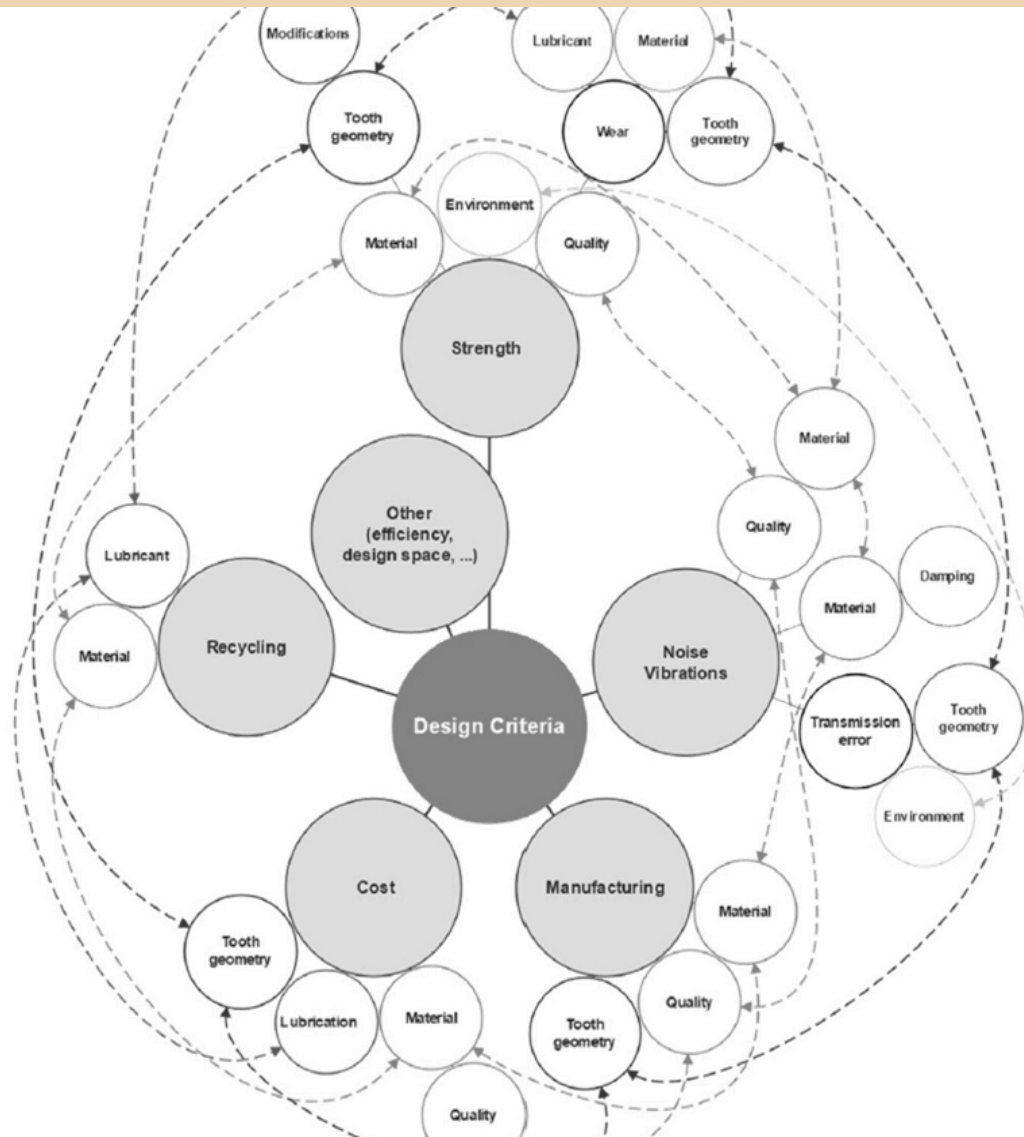 Modifications
Lubricant
Material
Tooth
geometry
Wear
Tooth
geometry
Environment
Material
Quality
Strength
Material
Other
(efficiency,
design space, ...)
Quality
Lubricant
Damping
Material
Recycling
Material
Noise
Vibrations
Tooth
geometry
Transmission
error
Design Criteria
Environment
Cost
Manufacturing
Material
Tooth
geometry
Quality
Lubrication
Material
Tooth
geometry
Quality